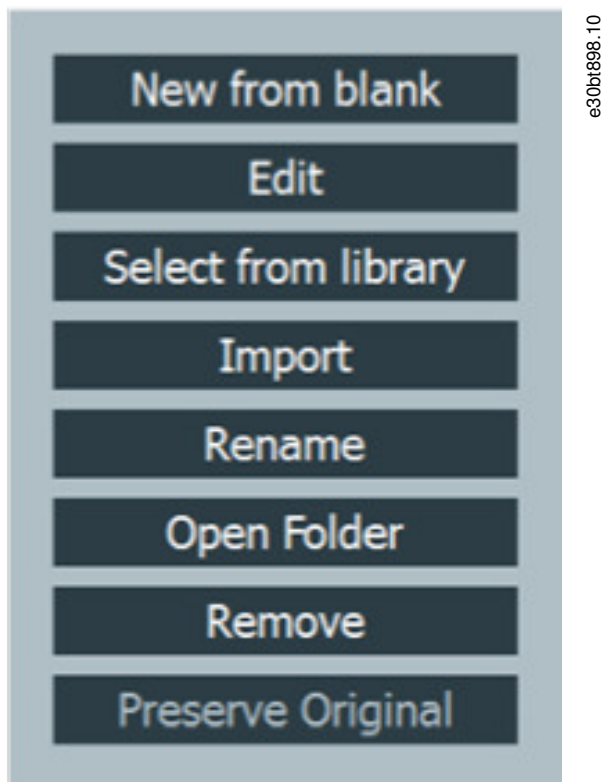 New from blank
Edit
Select from library
Import
Rename
Open Folder
Remove
Preserve Original
e30bt898.10